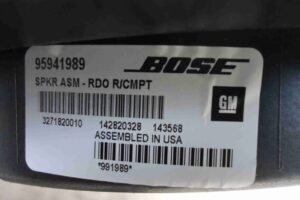 95941989 BOSE
SPKR ASM - RDO R/CMPT
GM
3271820010 142820328 143568
ASSEMBLED IN USA
*991989*